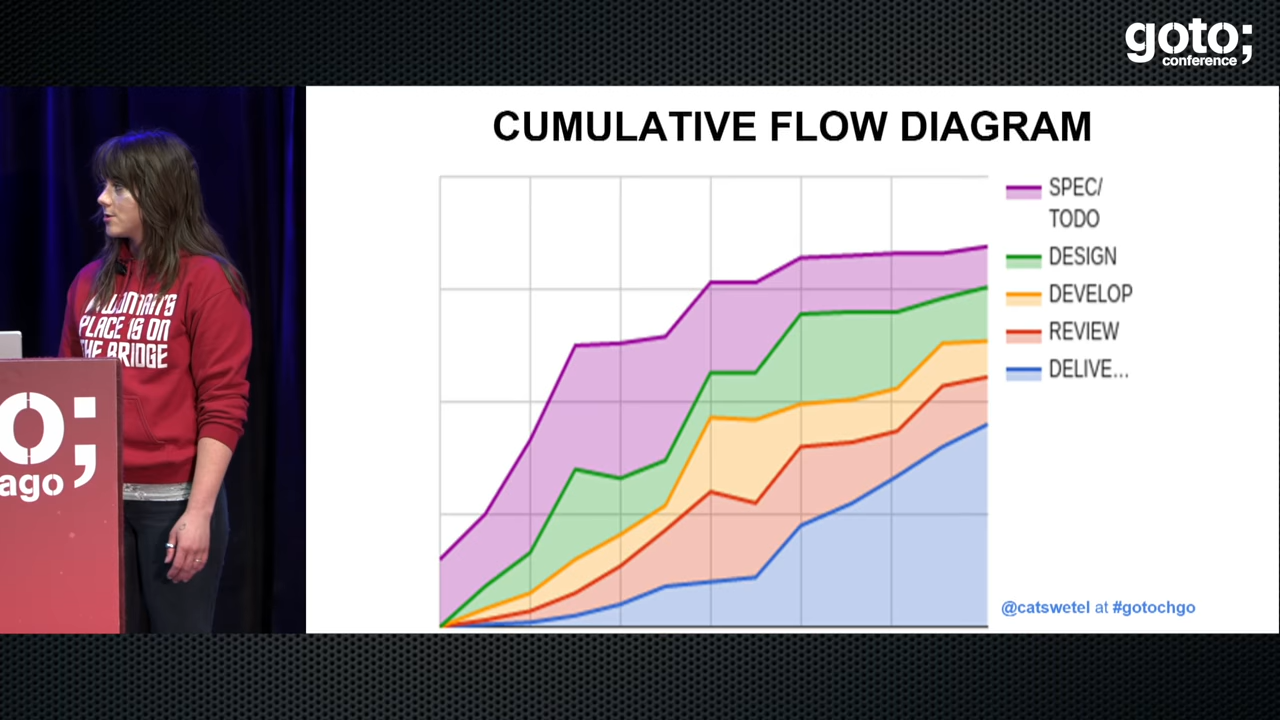 goto;
conference
CUMULATIVE FLOW DIAGRAM
SPEC/
TODO
DESIGN
DEVELOP
REVIEW
DELIVE...
A WOMAN'S
PLACE IS ON
THE BRIDGE
o;
ago
@catswetel at #gotochgo